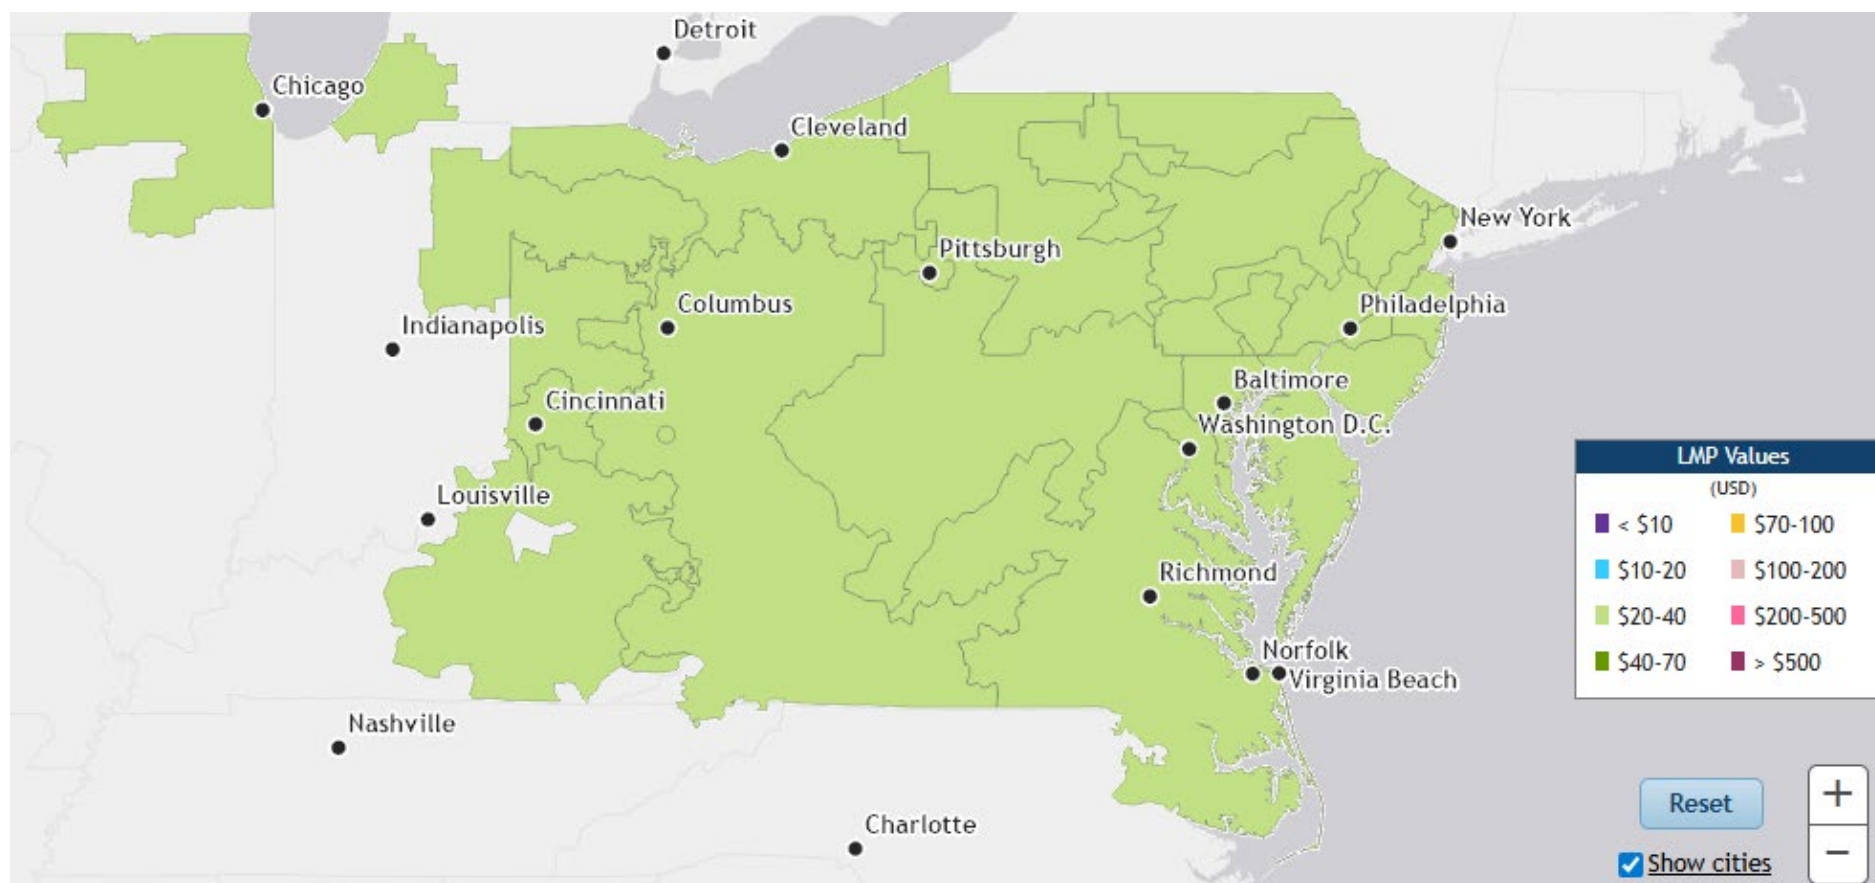 Detroit
Chicago
Cleveland
New York
Pittsburgh
Columbus
Philadelphia
Indianapolis
Baltimore
Cincinnati
Washington D.C.
Louisville
Richmond
Norfolk
Virginia Beach
Nashville
Charlotte
LMP Values
(USD)
< $10
$70-100
$10-20
$100-200
$20-40
$200-500
$40-70
> $500
Reset
+
−
Show cities